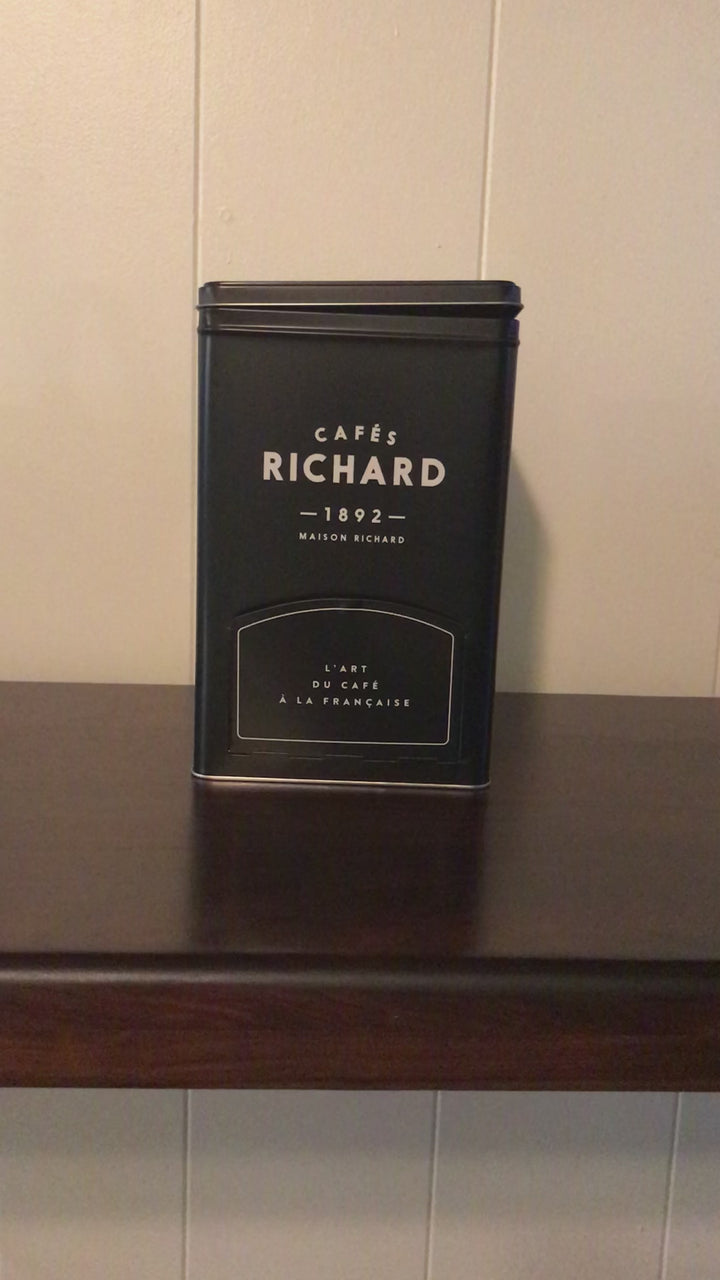 CAFÉS
RICHARD
—1892—
MAISON RICHARD
L'ART
DU CAFÉ
À LA FRANÇAISE